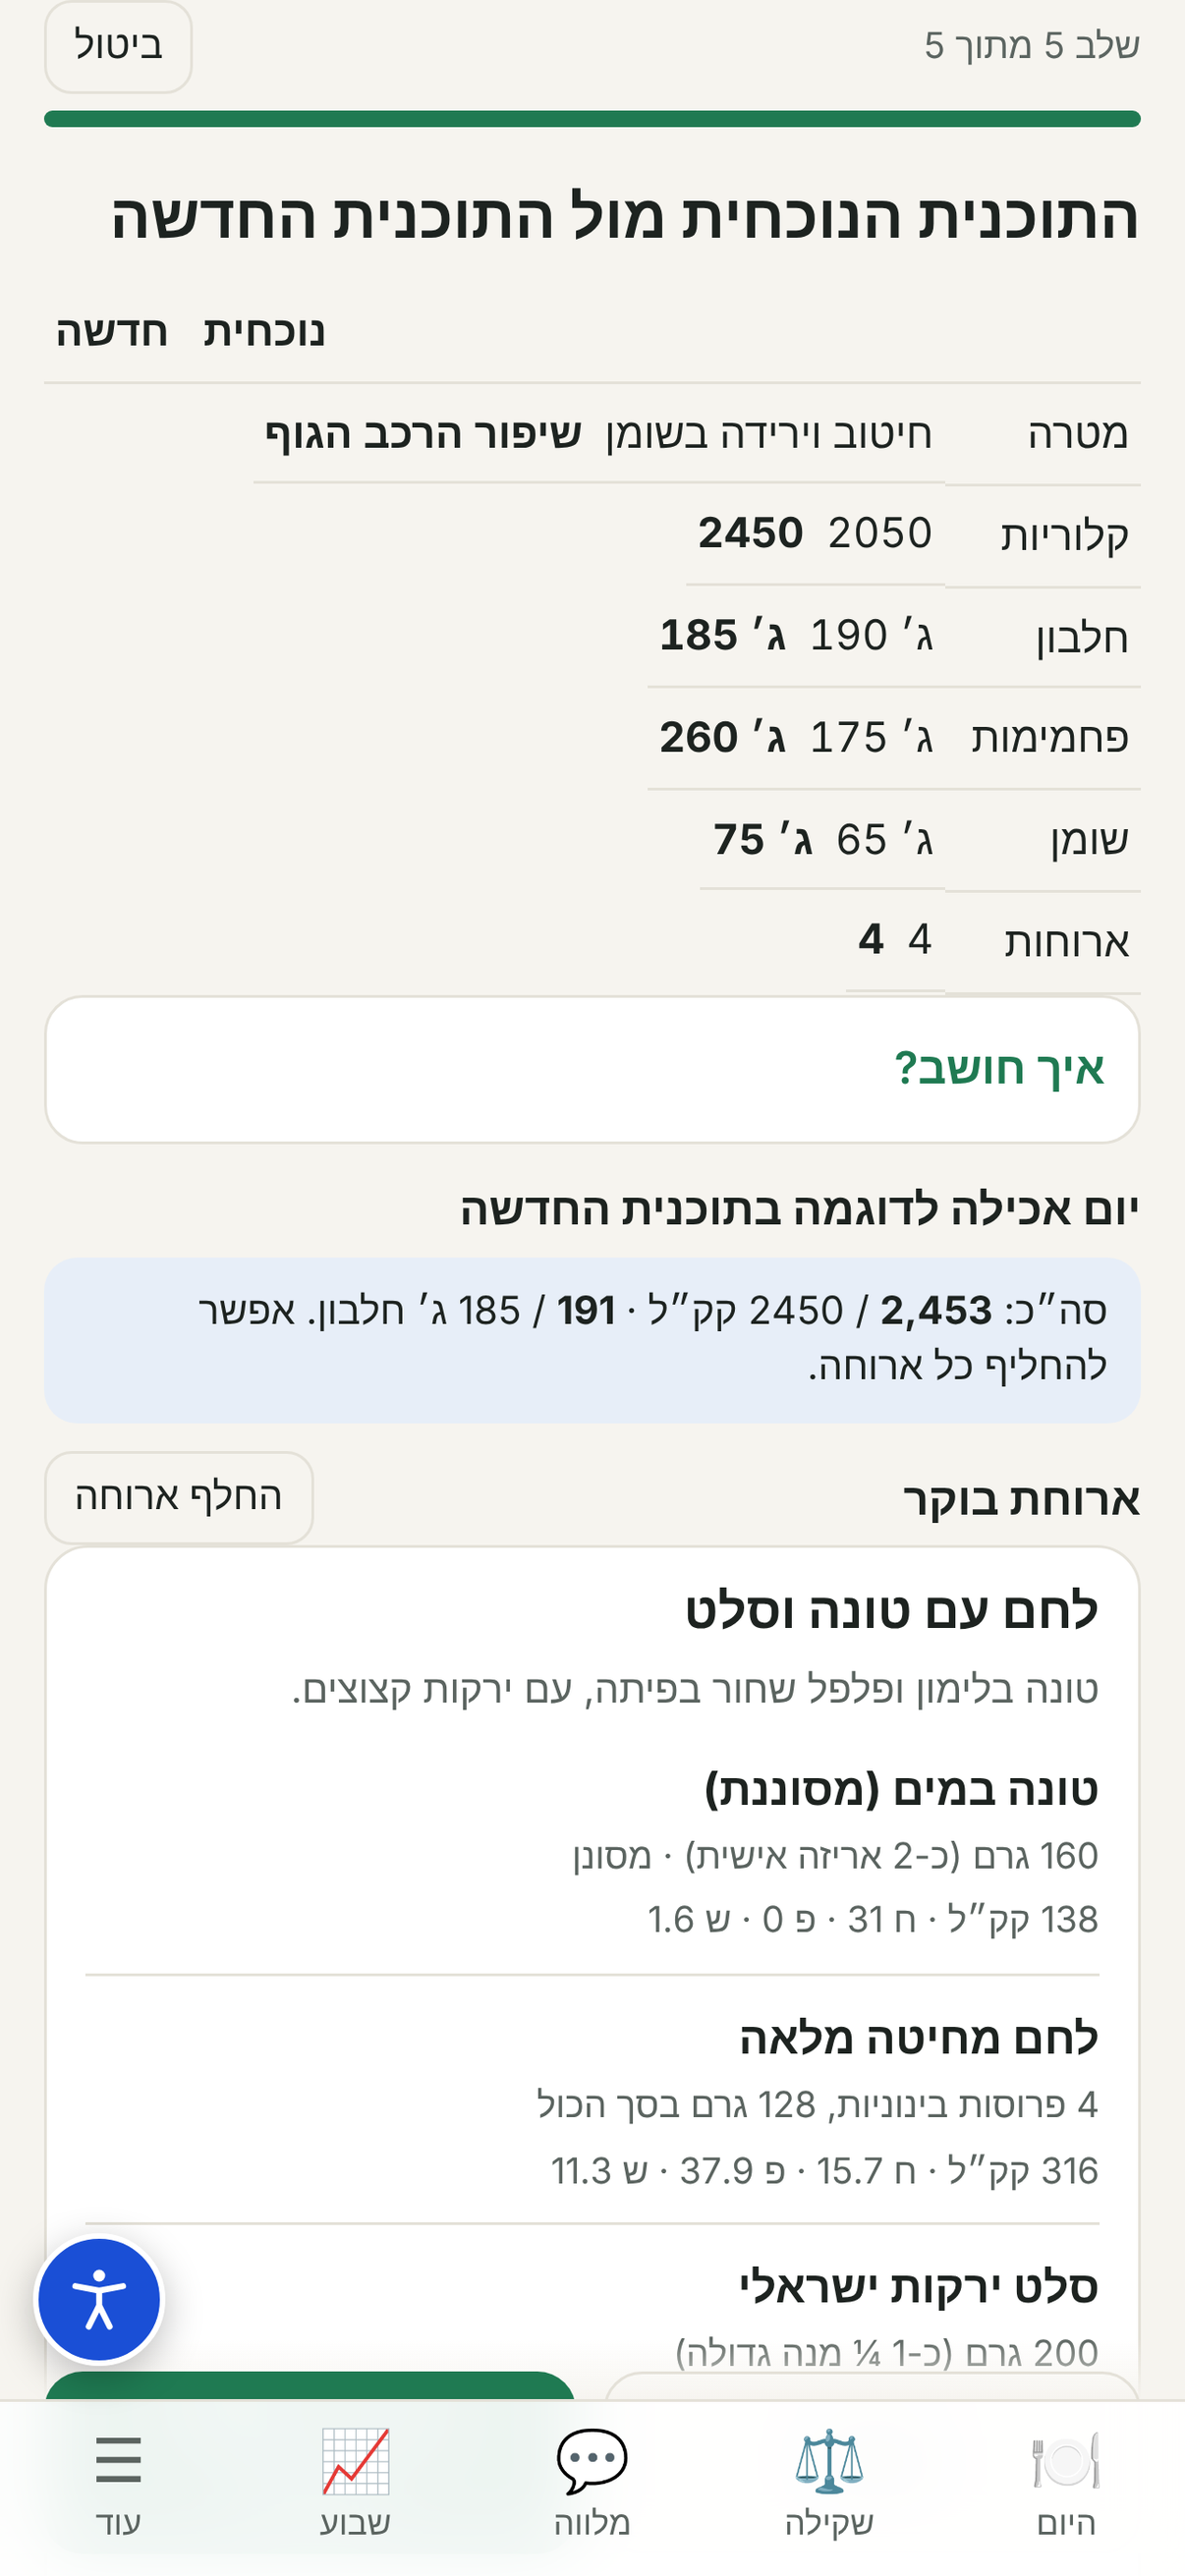 שלב 5 מתוך 5
ביטול
התוכנית הנוכחית מול התוכנית החדשה
נוכחית חדשה
מטרה חיטוב וירידה בשומן שיפור הרכב הגוף
קלוריות 2050 2450
חלבון 190 ג׳ 185 ג׳
פחמימות 175 ג׳ 260 ג׳
שומן 65 ג׳ 75 ג׳
ארוחות 4 4
איך חושב?
יום אכילה לדוגמה בתוכנית החדשה
סה״כ: 2,453 / 2450 קק״ל · 191 / 185 ג׳ חלבון. אפשר
להחליף כל ארוחה.
ארוחת בוקר
החלף ארוחה
לחם עם טונה וסלט
טונה בלימון ופלפל שחור בפיתה, עם ירקות קצוצים.
טונה במים (מסוננת)
160 גרם (כ-2 אריזה אישית) · מסונן
138 קק״ל · ח 31 · פ 0 · ש 1.6
לחם מחיטה מלאה
4 פרוסות בינוניות, 128 גרם בסך הכול
316 קק״ל · ח 15.7 · פ 37.9 · ש 11.3
סלט ירקות ישראלי
200 גרם (כ-1 ¼ מנה גדולה)
היום
שקילה
מלווה
שבוע
עוד